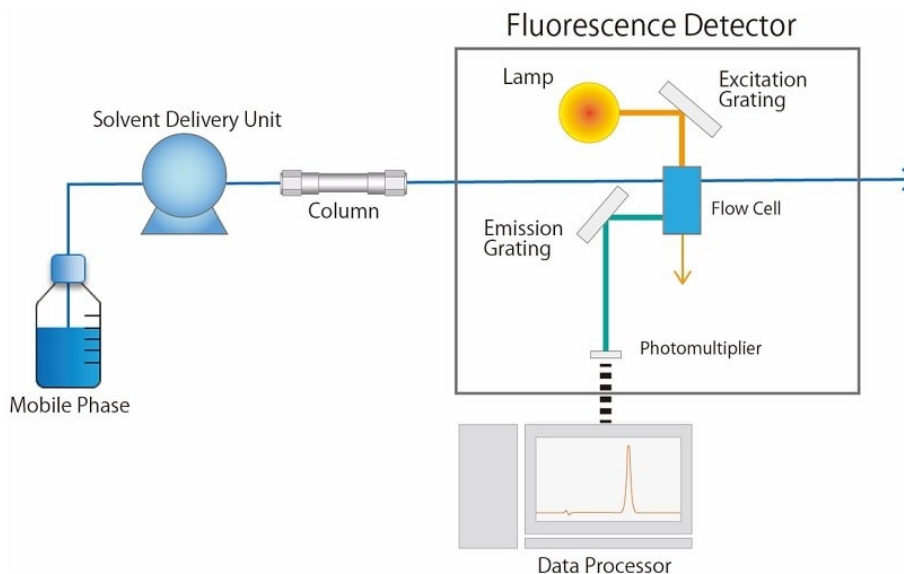 Fluorescence Detector
Lamp
Excitation
Grating
Solvent Delivery Unit
Column
Emission
Grating
Flow Cell
Photomultiplier
Mobile Phase
Data Processor